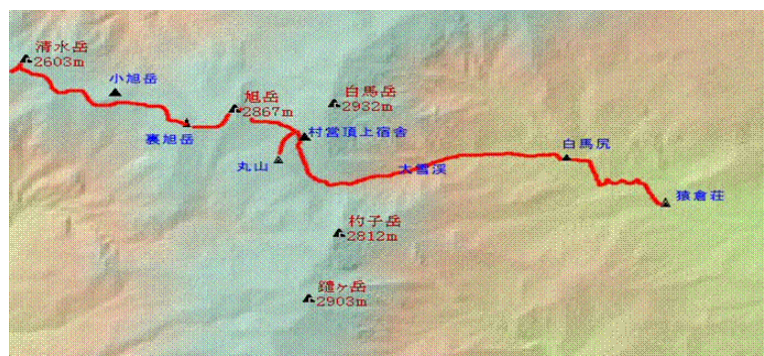 清水岳
2603m
小旭岳
旭岳
2867m
白馬岳
2932m
裏旭岳
村営頂上宿舎
丸山
大雪渓
白馬尻
猿倉荘
杓子岳
2812m
鑓ヶ岳
2903m